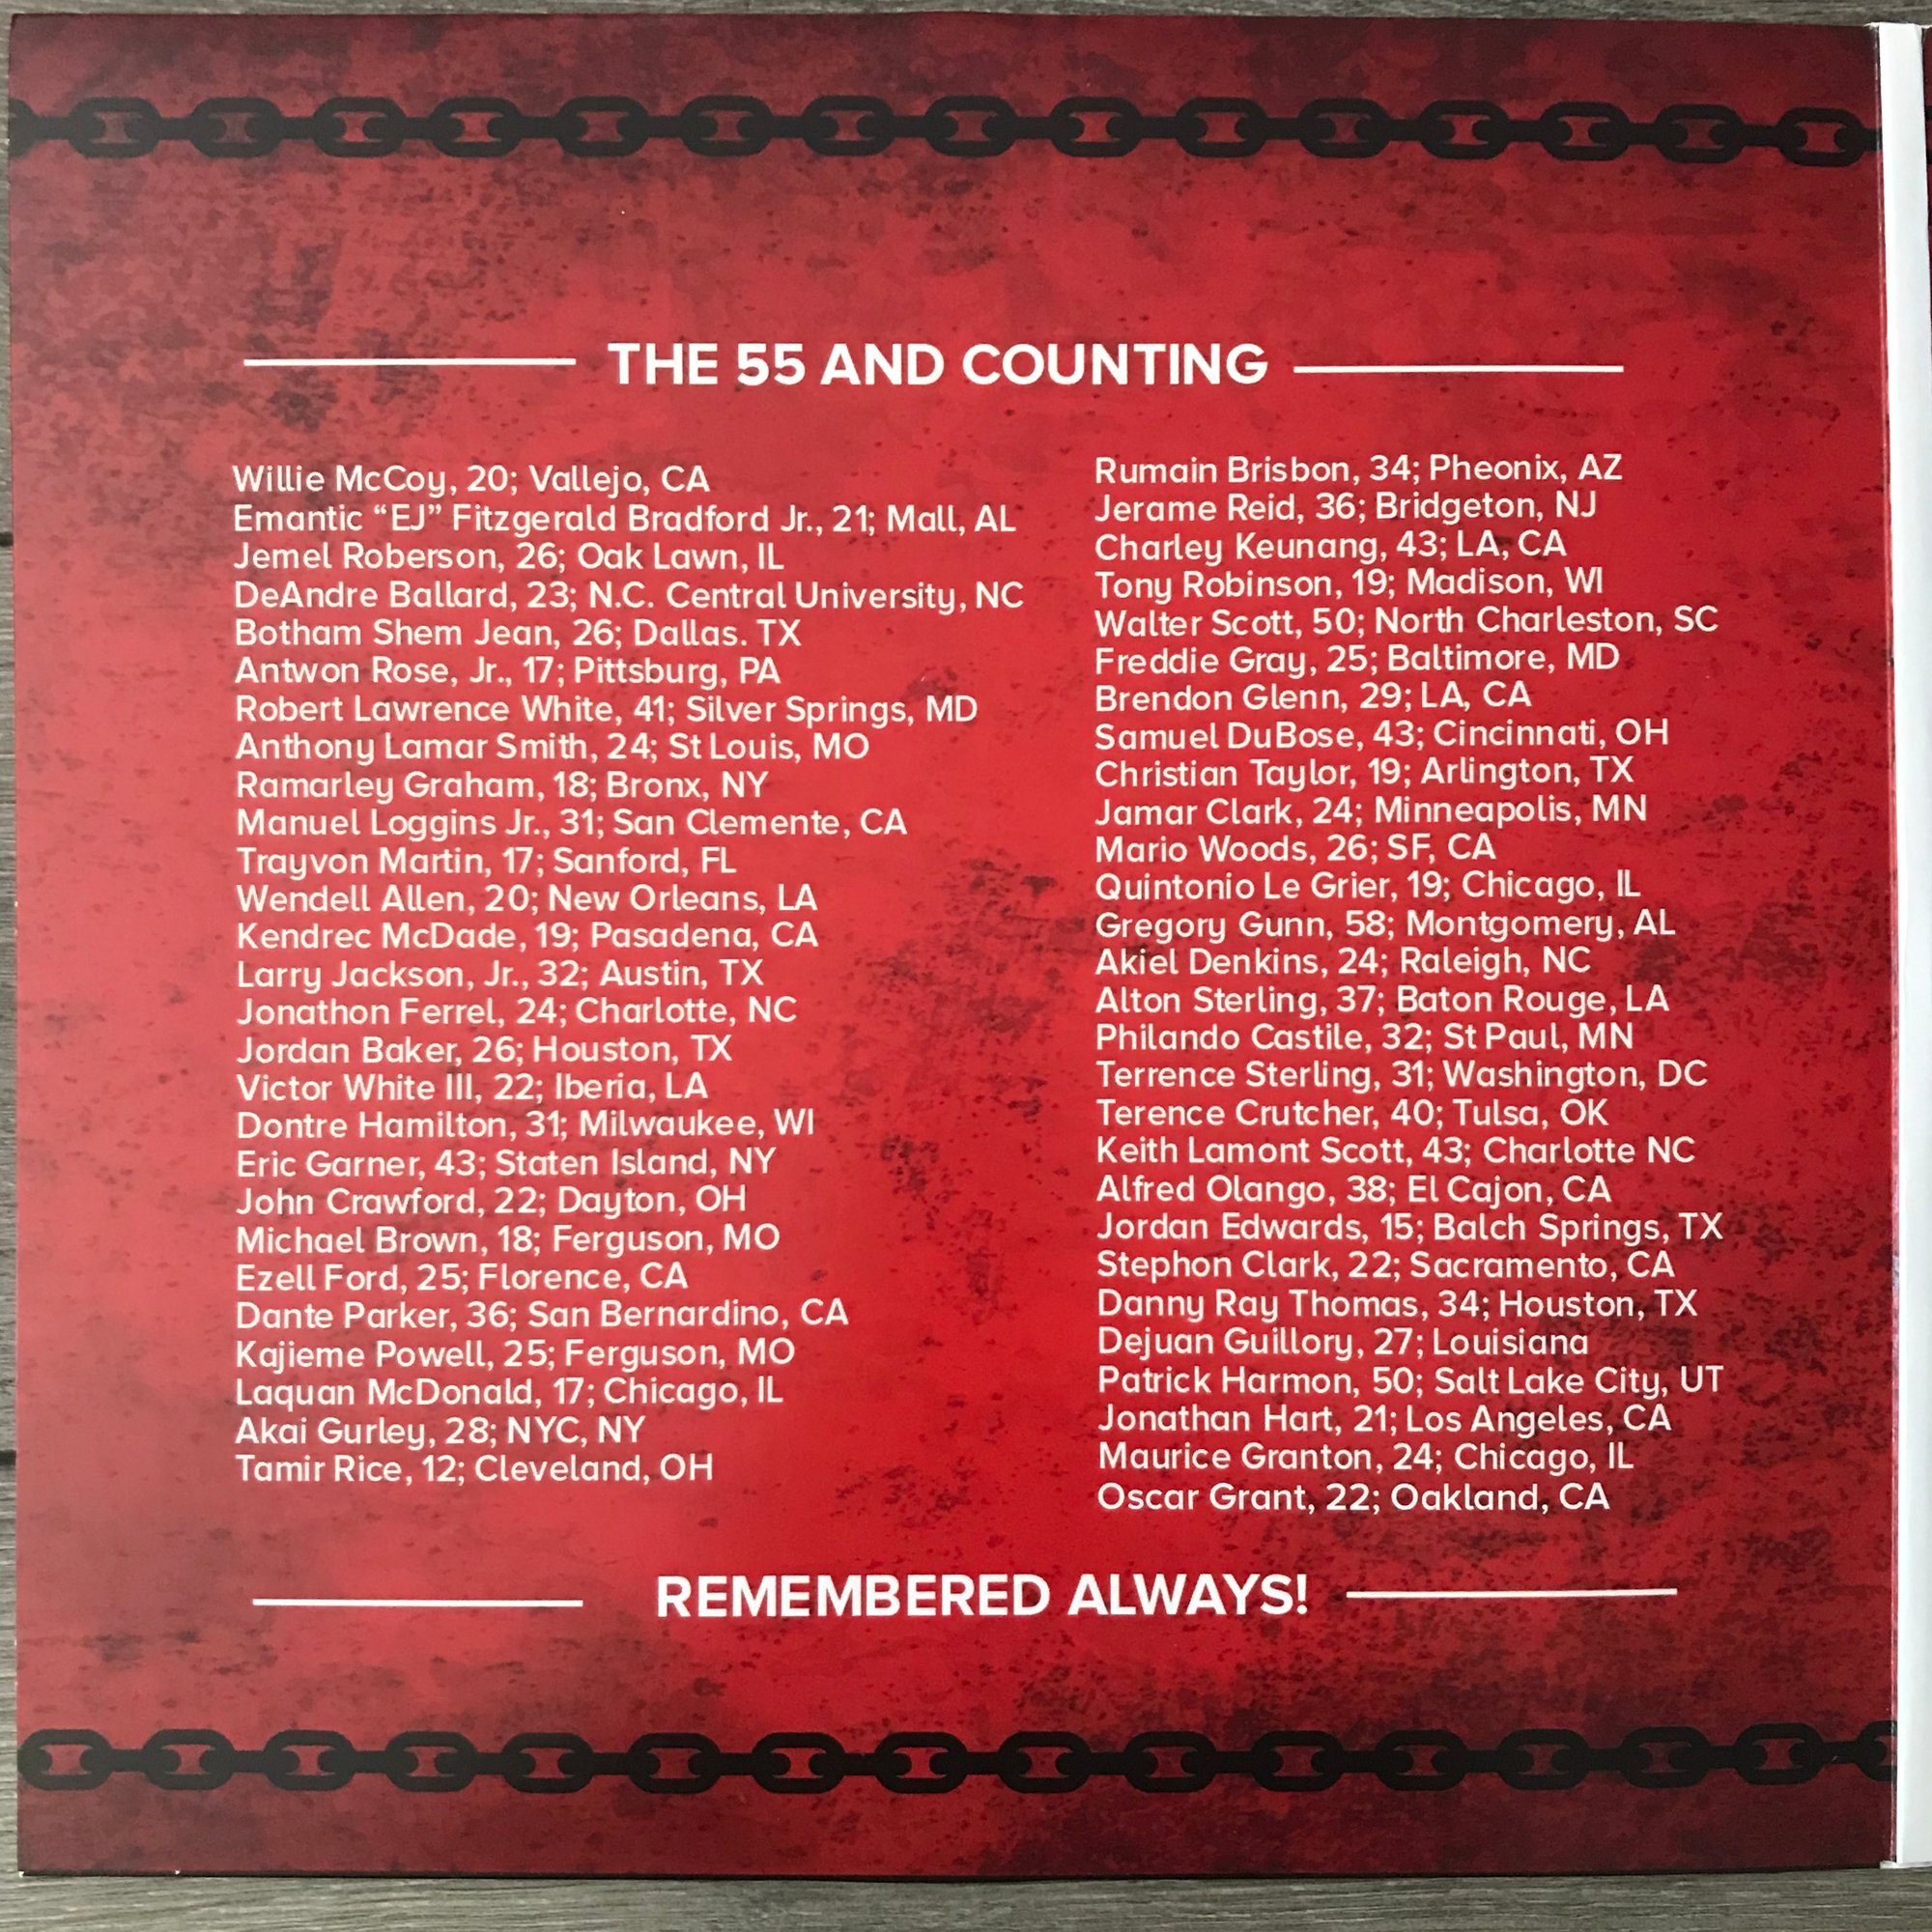 THE 55 AND COUNTING
Willie McCoy, 20; Vallejo, CA
Emantic “EJ” Fitzgerald Bradford Jr., 21; Mall, AL
Jemel Roberson, 26; Oak Lawn, IL
DeAndre Ballard, 23; N.C. Central University, NC
Botham Shem Jean, 26; Dallas. TX
Antwon Rose, Jr., 17; Pittsburg, PA
Robert Lawrence White, 41; Silver Springs, MD
Anthony Lamar Smith, 24; St Louis, MO
Ramarley Graham, 18; Bronx, NY
Manuel Loggins Jr., 31; San Clemente, CA
Trayvon Martin, 17; Sanford, FL
Wendell Allen, 20; New Orleans, LA
Kendrec McDade, 19; Pasadena, CA
Larry Jackson, Jr., 32; Austin, TX
Jonathon Ferrel, 24; Charlotte, NC
Jordan Baker, 26; Houston, TX
Victor White III, 22; Iberia, LA
Dontre Hamilton, 31; Milwaukee, WI
Eric Garner, 43; Staten Island, NY
John Crawford, 22; Dayton, OH
Michael Brown, 18; Ferguson, MO
Ezell Ford, 25; Florence, CA
Dante Parker, 36; San Bernardino, CA
Kajieme Powell, 25; Ferguson, MO
Laquan McDonald, 17; Chicago, IL
Akai Gurley, 28; NYC, NY
Tamir Rice, 12; Cleveland, OH
Rumain Brisbon, 34; Pheonix, AZ
Jerame Reid, 36; Bridgeton, NJ
Charley Keunang, 43; LA, CA
Tony Robinson, 19; Madison, WI
Walter Scott, 50; North Charleston, SC
Freddie Gray, 25; Baltimore, MD
Brendon Glenn, 29; LA, CA
Samuel DuBose, 43; Cincinnati, OH
Christian Taylor, 19; Arlington, TX
Jamar Clark, 24; Minneapolis, MN
Mario Woods, 26; SF, CA
Quintonio Le Grier, 19; Chicago, IL
Gregory Gunn, 58; Montgomery, AL
Akiel Denkins, 24; Raleigh, NC
Alton Sterling, 37; Baton Rouge, LA
Philando Castile, 32; St Paul, MN
Terrence Sterling, 31; Washington, DC
Terence Crutcher, 40; Tulsa, OK
Keith Lamont Scott, 43; Charlotte NC
Alfred Olango, 38; El Cajon, CA
Jordan Edwards, 15; Balch Springs, TX
Stephon Clark, 22; Sacramento, CA
Danny Ray Thomas, 34; Houston, TX
Dejuan Guillory, 27; Louisiana
Patrick Harmon, 50; Salt Lake City, UT
Jonathan Hart, 21; Los Angeles, CA
Maurice Granton, 24; Chicago, IL
Oscar Grant, 22; Oakland, CA
REMEMBERED ALWAYS!